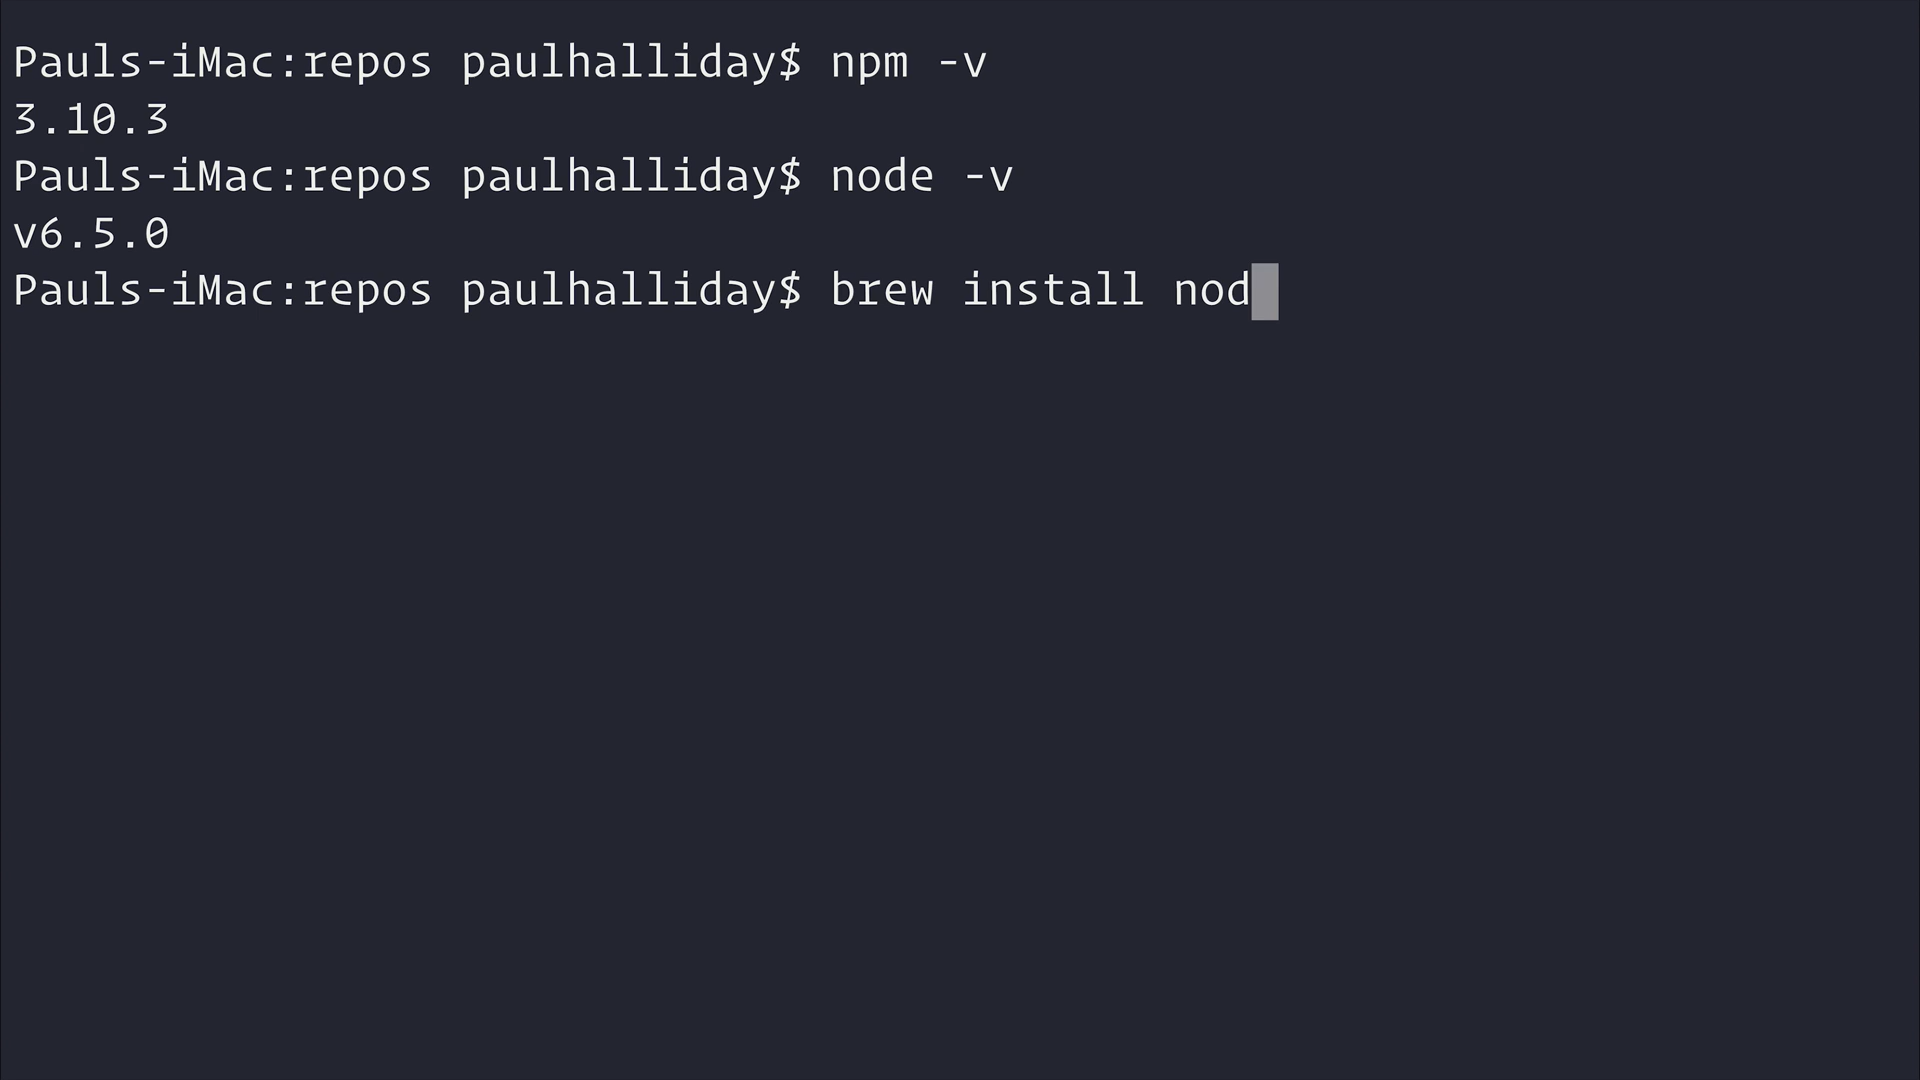 Pauls-iMac:repos paulhalliday$ npm -v
3.10.3
Pauls-iMac:repos paulhalliday$ node -v
v6.5.0
Pauls-iMac:repos paulhalliday$ brew install nod